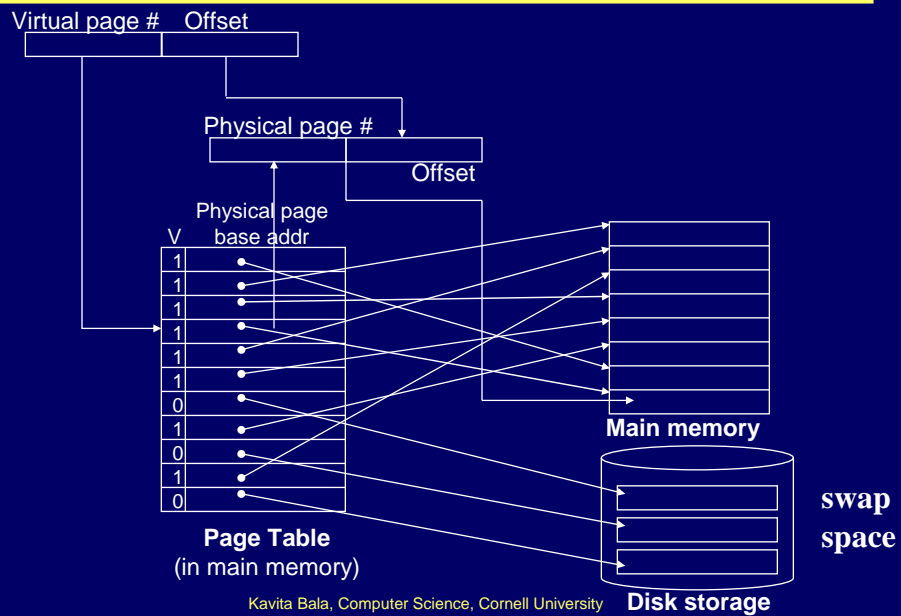 Virtual page # Offset
Physical page #
Offset
Physical page
V base addr
1
1
1
1
1
1
0
1
0
1
0
Main memory
swap
space
Page Table
(in main memory)
Disk storage
Kavita Bala, Computer Science, Cornell University